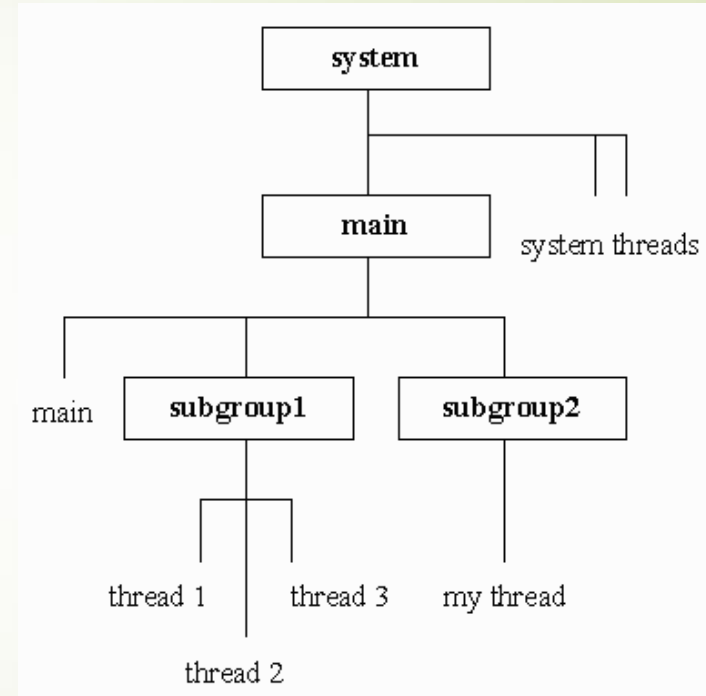 system
main
system threads
main
subgroup1
subgroup2
thread 1
thread 3
my thread
thread 2